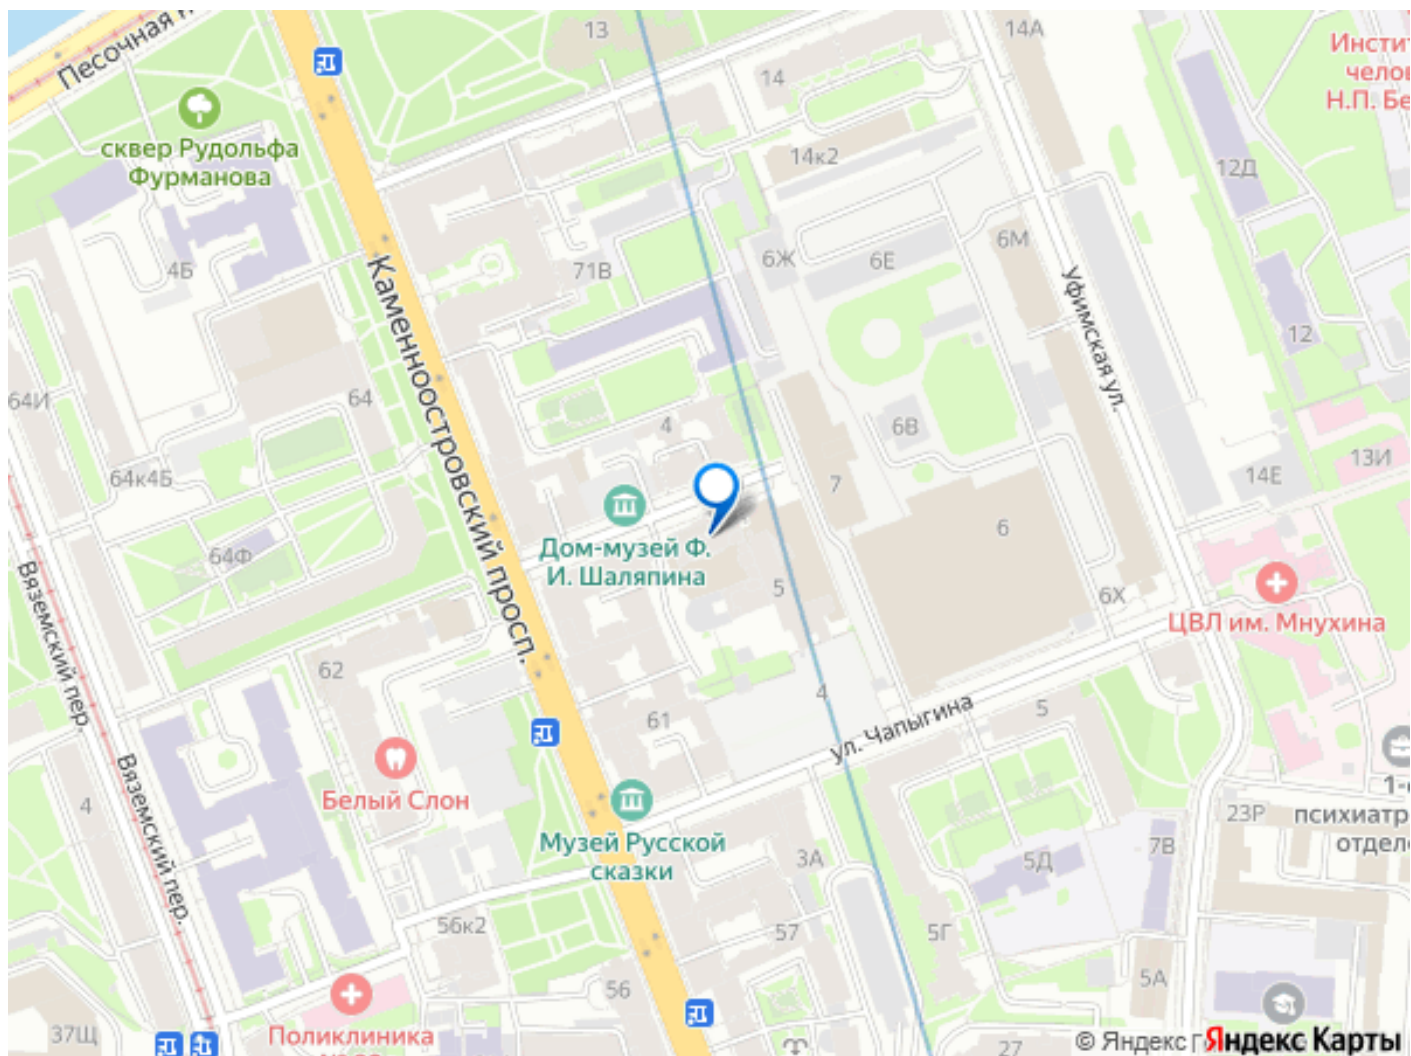 Песочная
13
14А
Инсти
челов
Н.П. Бе
14
сквер Рудольфа
Фурманова
14к2
12Д
4Б
71В
6Ж
6Е
6М
Каменноостровский просп.
Уфимская ул.
12
64И
64
4
6В
64к4Б
7
14Е
13И
Дом-музей Ф.
И. Шаляпина
6
64Ф
5
6Х
ЦВЛ им. Мнухина
Вяземский пер.
62
4
61
ул. Чапыгина
5
Вяземский пер.
Белый Слон
4
Музей Русской
сказки
3А
5Д
7В
23Р
1-
психиатр
отдел
56к2
57
5Г
5А
56
37Щ
Поликлиника
27
© Яндекс
Яндекс Карты